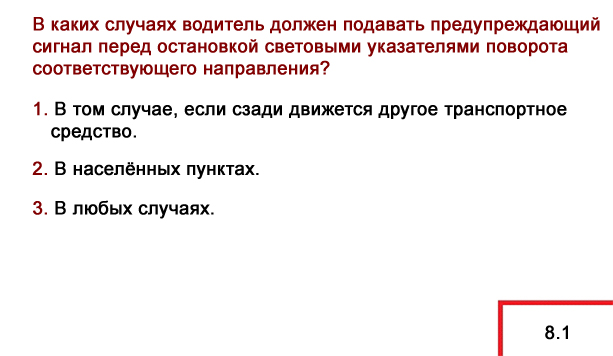 В каких случаях водитель должен подавать предупреждающий
сигнал перед остановкой световыми указателями поворота
соответствующего направления?
1. В том случае, если сзади движется другое транспортное
средство.
2. В населённых пунктах.
3. В любых случаях.
8.1